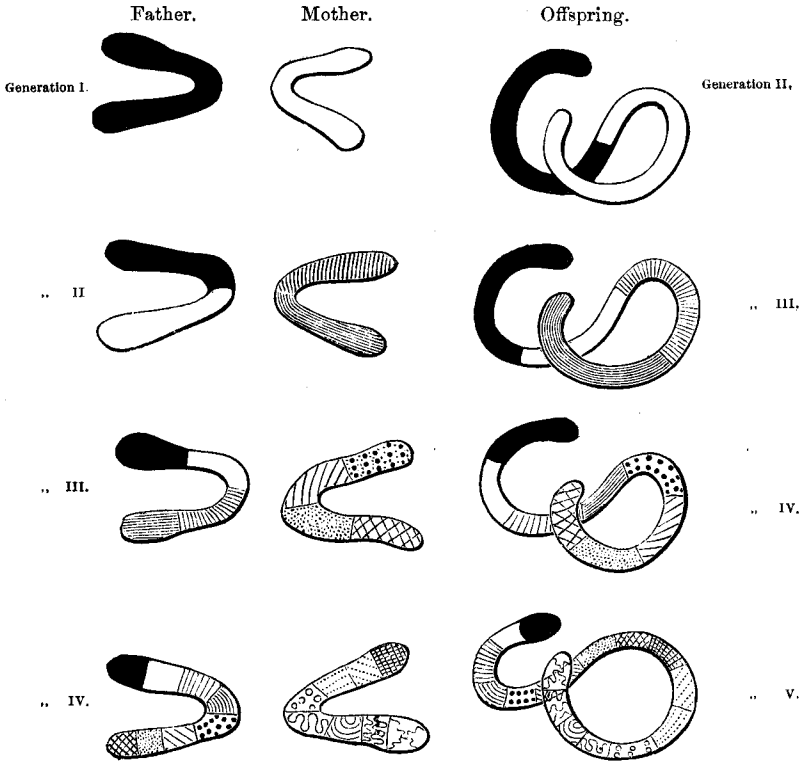 Father. Mother. Offspring.
Generation I. Generation II,
„ II „ III,
„ III. „ IV.
„ IV. „ V.